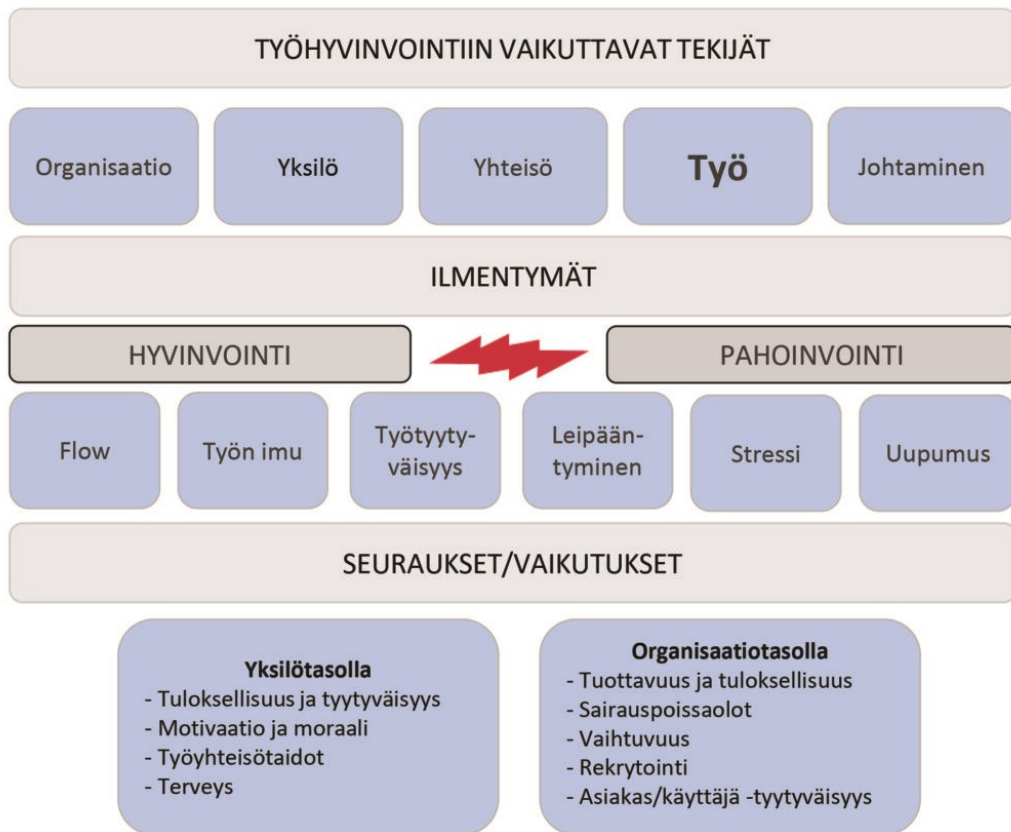 TYÖHYVINVOINTIIN VAIKUTTAVAT TEKIJÄT
Organisaatio
Yksilö
Yhteisö
Työ
Johtaminen
ILMENTYMÄT
HYVINVOINTI
PAHOINVOINTI
Flow
Työn imu
Työtyyty-
väisyys
Leipään-
tyminen
Stressi
Uupumus
SEURAUKSET/VAIKUTUKSET
Yksilötasolla
- Tuloksellisuus ja tyytyväisyys
- Motivaatio ja moraali
- Työyhteisötaidot
- Terveys
Organisaatiotasolla
- Tuottavuus ja tuloksellisuus
- Sairauspoissaolot
- Vaihtuvuus
- Rekrytointi
- Asiakas/käyttäjä -tyytyväisyys